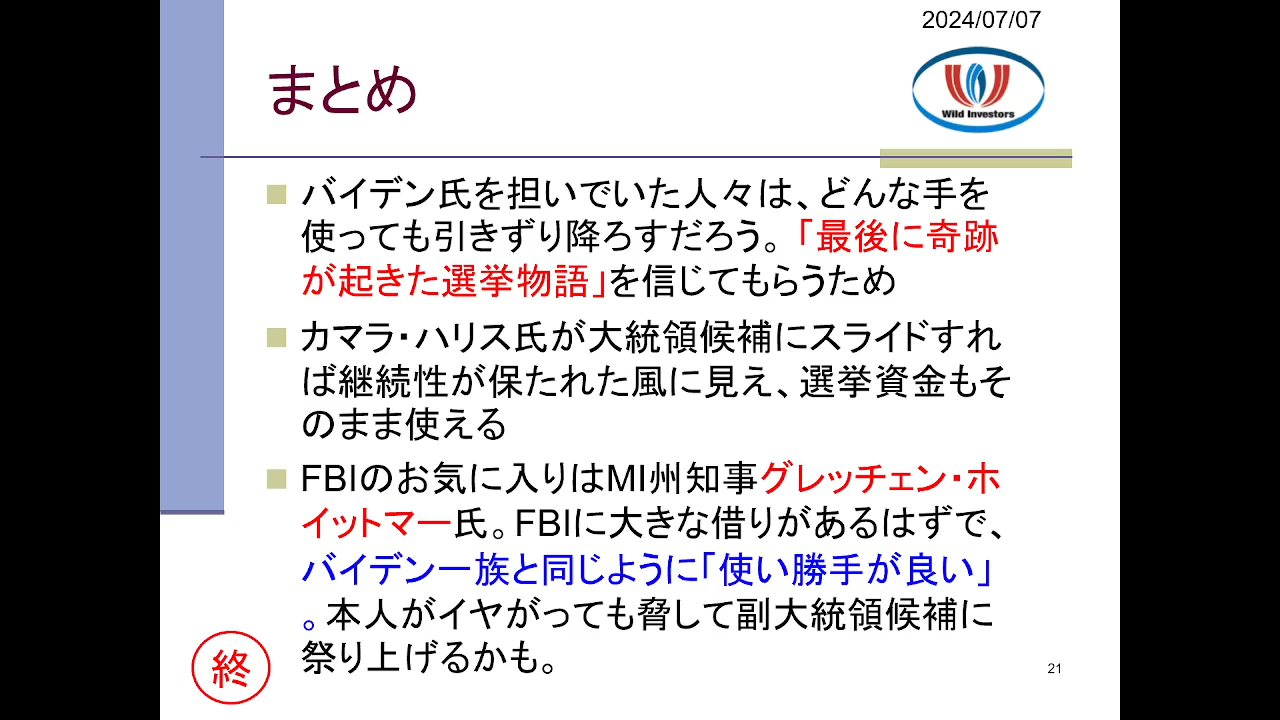 2024/07/07
まとめ
Wild Investors
バイデン氏を担いでいた人々は、どんな手を
使っても引きずり降ろすだろう。「最後に奇跡
が起きた選挙物語」を信じてもらうため
カマラ・ハリス氏が大統領候補にスライドすれ
ば継続性が保たれた風に見え、選挙資金もそ
のまま使える
FBIのお気に入りはMI州知事グレッチェン・ホ
イットマー氏。FBIに大きな借りがあるはずで、
バイデン一族と同じように「使い勝手が良い」
。本人がイヤがっても脅して副大統領候補に
祭り上げるかも。
終
21